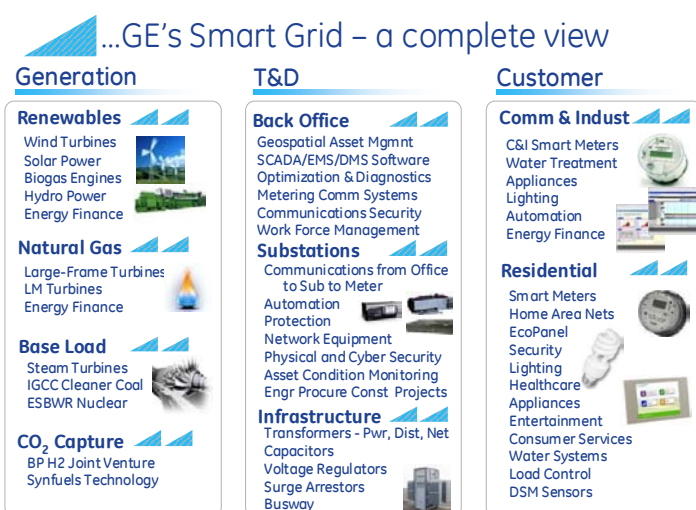 ...GE's Smart Grid – a complete view
Generation
Renewables
Wind Turbines
Solar Power
Biogas Engines
Hydro Power
Energy Finance
Natural Gas
Large-Frame Turbines
LM Turbines
Energy Finance
Base Load
Steam Turbines
IGCC Cleaner Coal
ESBWR Nuclear
CO2 Capture
BP H2 Joint Venture
Synfuels Technology
T&D
Back Office
Geospatial Asset Mgmnt
SCADA/EMS/DMS Software
Optimization & Diagnostics
Metering Comm Systems
Communications Security
Work Force Management
Substations
Communications from Office
to Sub to Meter
Automation
Protection
Network Equipment
Physical and Cyber Security
Asset Condition Monitoring
Engr Procure Const Projects
Infrastructure
Transformers - Pwr, Dist, Net
Capacitors
Voltage Regulators
Surge Arrestors
Busway
Customer
Comm & Indust
C&I Smart Meters
Water Treatment
Appliances
Lighting
Automation
Energy Finance
Residential
Smart Meters
Home Area Nets
EcoPanel
Security
Lighting
Healthcare
Appliances
Entertainment
Consumer Services
Water Systems
Load Control
DSM Sensors